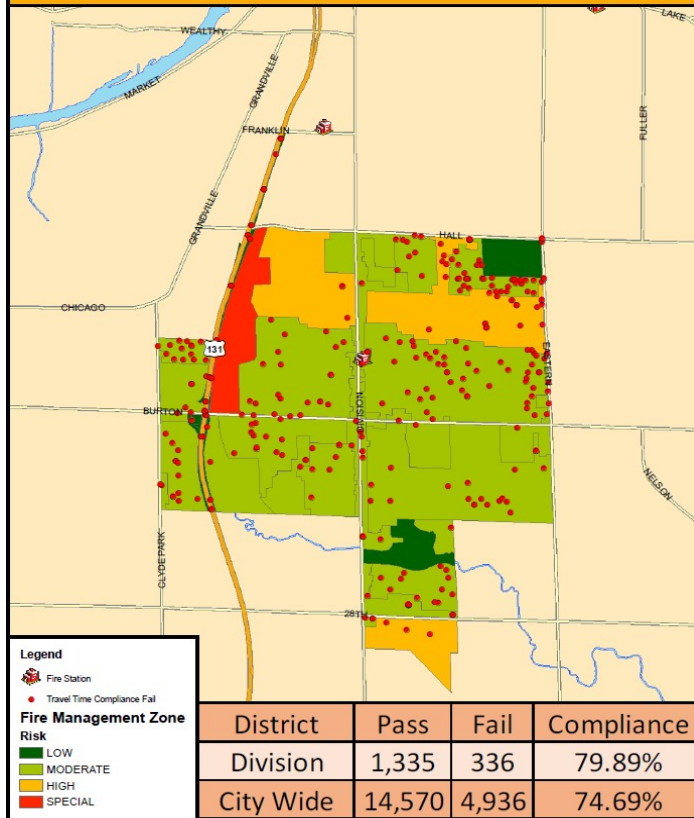 LAKE
WEALTHY
GRANDVILLE
MARKET
FULLER
FRANKLIN
GRANDVILLE
HALL
CHICAGO
131
EASTERN
BURTON
DIVISION
NELSON
CLYDE PARK
28TH
Legend
Fire Station
Travel Time Compliance Fail
Fire Management Zone
Risk
LOW
MODERATE
HIGH
SPECIAL
District Pass Fail Compliance
Division 1,335 336 79.89%
City Wide 14,570 4,936 74.69%